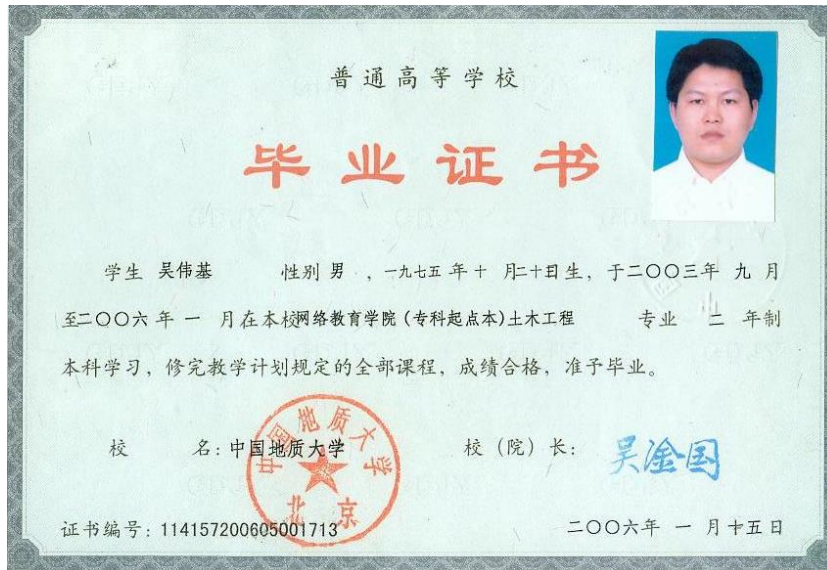 普通高等学校
毕业证书
学生 吴伟基 性别 男 ，一九七五 年 十 月二十日生，于二〇〇三年 九 月
至二〇〇六 年 一 月在本校网络教育学院(专科起点本)土木工程 专业 二 年制
本科学习，修完教学计划规定的全部课程，成绩合格，准予毕业。
校 名：中国地质大学 校（院）长：
中国地质大学
北京
证书编号：114157200605001713 二〇〇六年 一 月十五日